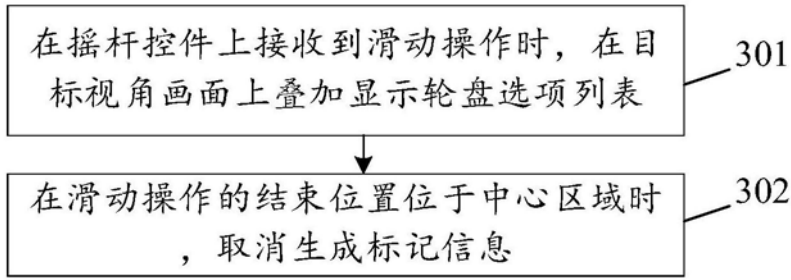 在摇杆控件上接收到滑动操作时，在目
标视角画面上叠加显示轮盘选项列表
301
在滑动操作的结束位置位于中心区域时
，取消生成标记信息
302